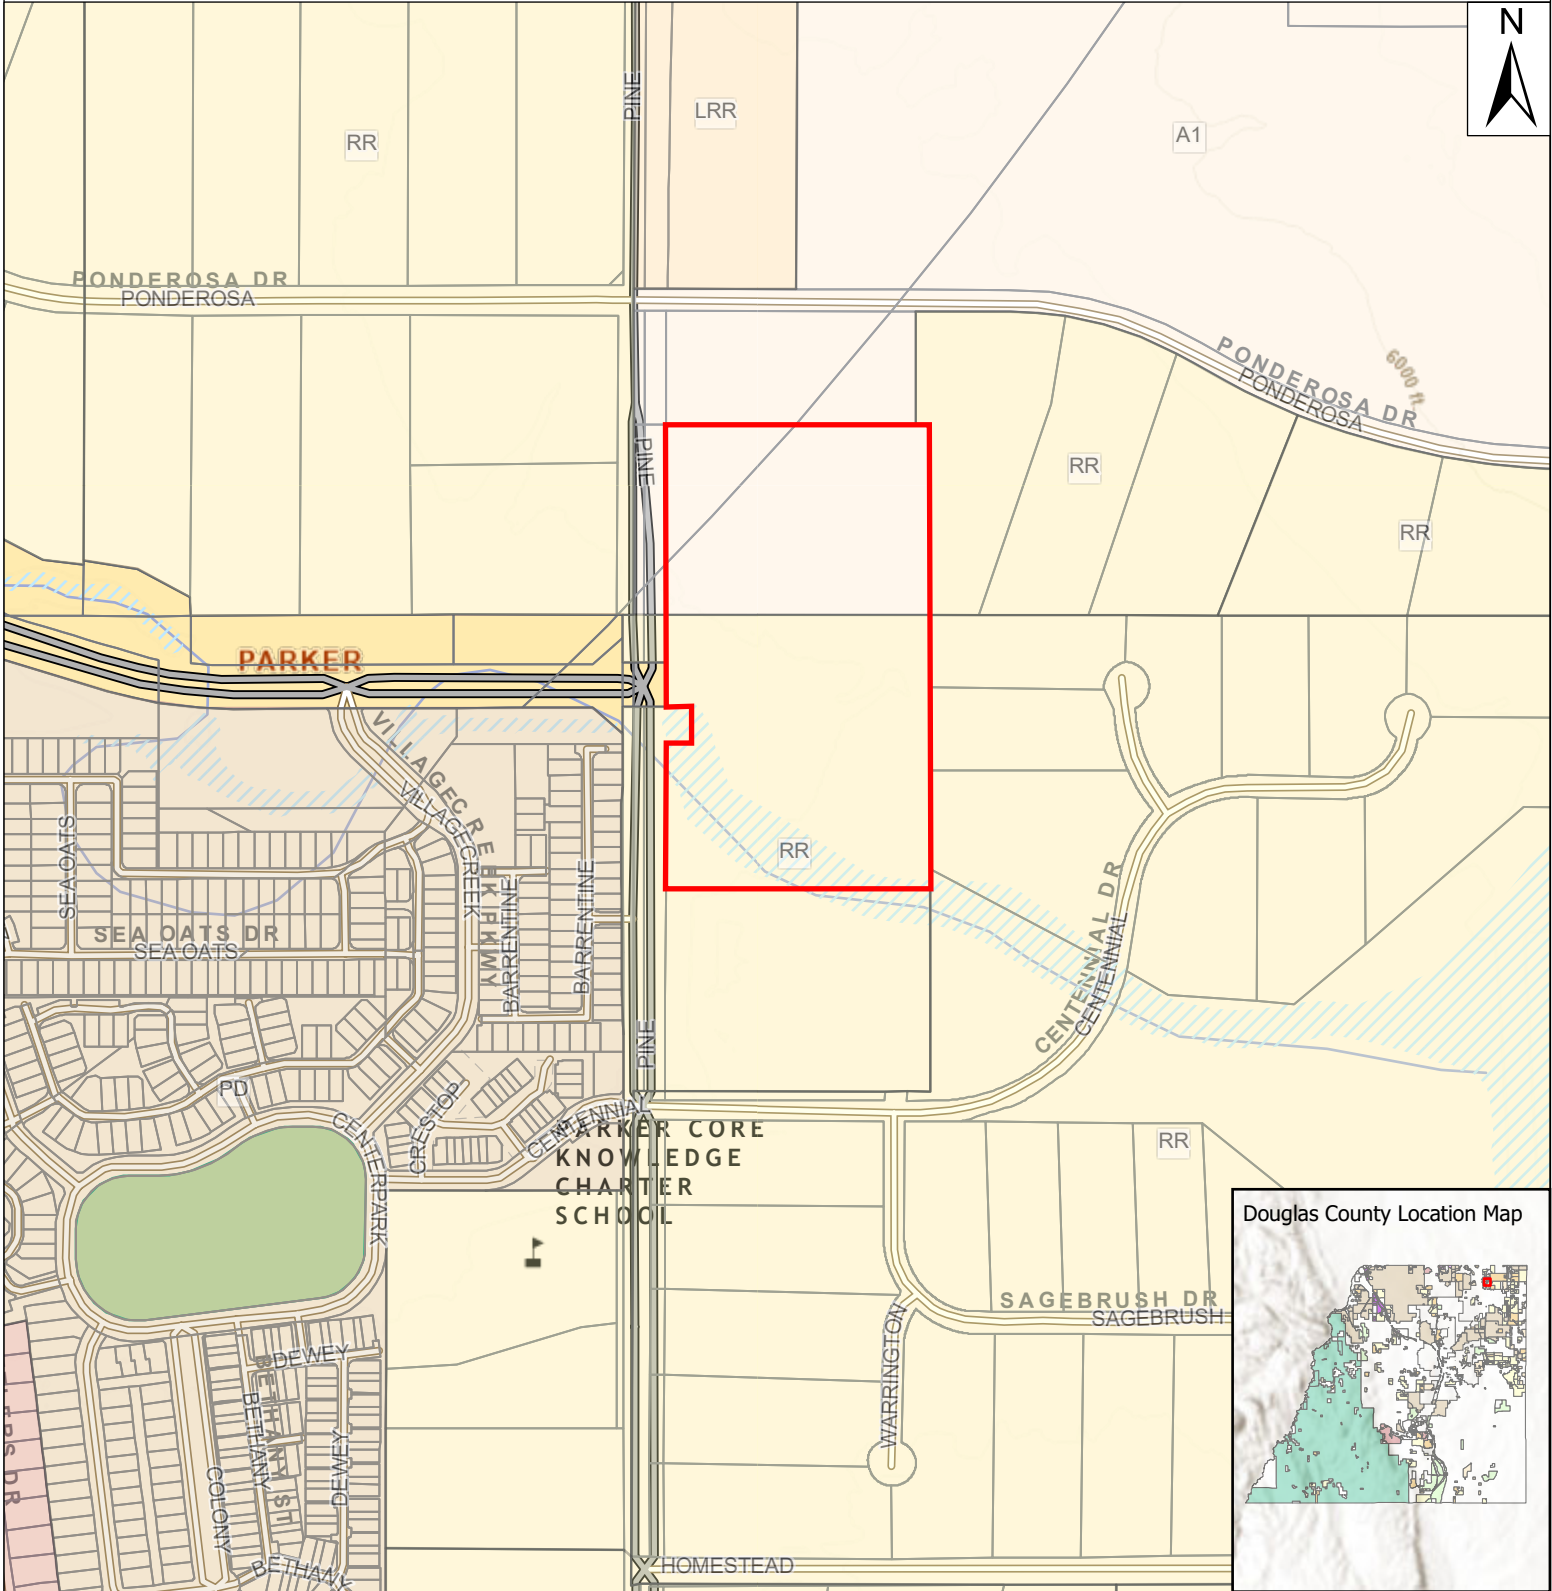 N
PINE
LRR
RR
A1
PONDEROSA DR
PONDEROSA
PONDEROSA DR
PONDEROSA
6000 ft
PINE
RR
RR
PARKER
VILLAGECREEK PKWY
VILLAGECREEK
SEA OATS
BARRENTINE
BARRENTINE
RR
SEA OATS DR
SEA OATS
CENTENNIAL DR
CENTENNIAL
PINE
PD
CRESTOP
CENTERPARK
CENTENNIAL
PARKER CORE
KNOWLEDGE
CHARTER
SCHOOL
RR
Douglas County Location Map
SAGEBRUSH DR
SAGEBRUSH
WARRINGTON
DEWEY
BETHANY ST
BETHANY
DEWEY
COLONY
BETHANY
HOMESTEAD